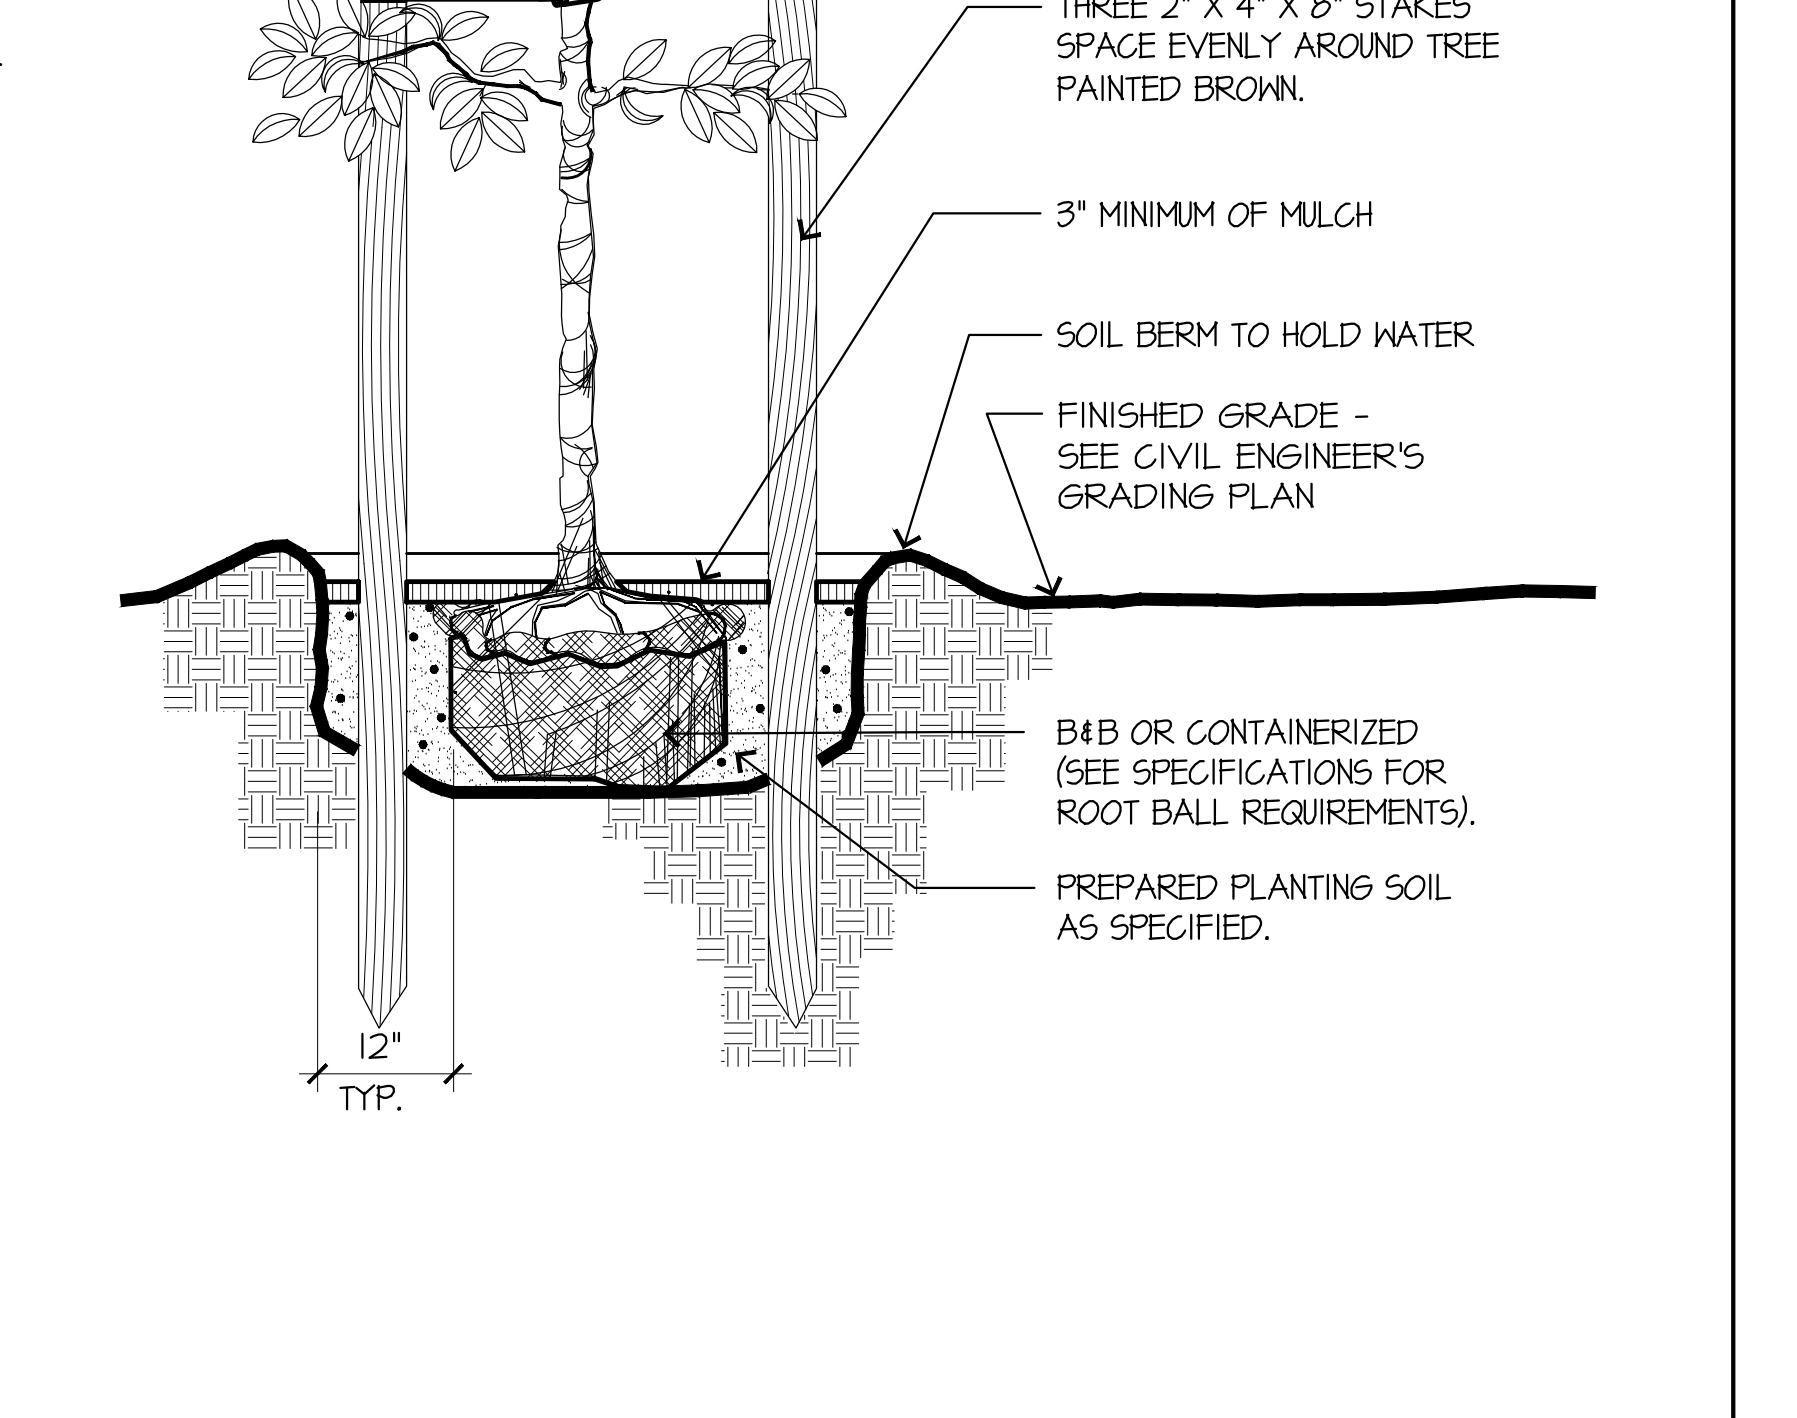 THREE 2" X 4" X 8" STAKES
SPACE EVENLY AROUND TREE
PAINTED BROWN.
3" MINIMUM OF MULCH
SOIL BERM TO HOLD WATER
FINISHED GRADE -
SEE CIVIL ENGINEER'S
GRADING PLAN
B&B OR CONTAINERIZED
(SEE SPECIFICATIONS FOR
ROOT BALL REQUIREMENTS).
PREPARED PLANTING SOIL
AS SPECIFIED.
12"
TYP.